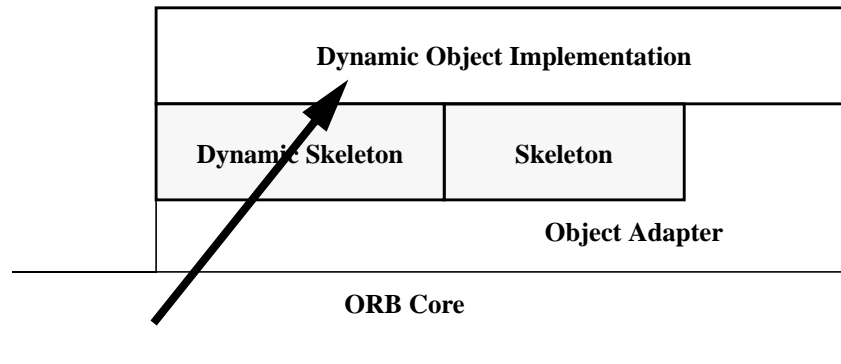 Dynamic Object Implementation
Dynamic Skeleton
Skeleton
Object Adapter
ORB Core